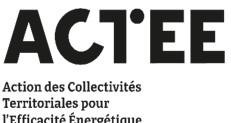 ACTEE
Action des Collectivités
Territoriales pour
l'Efficacité Énergétique